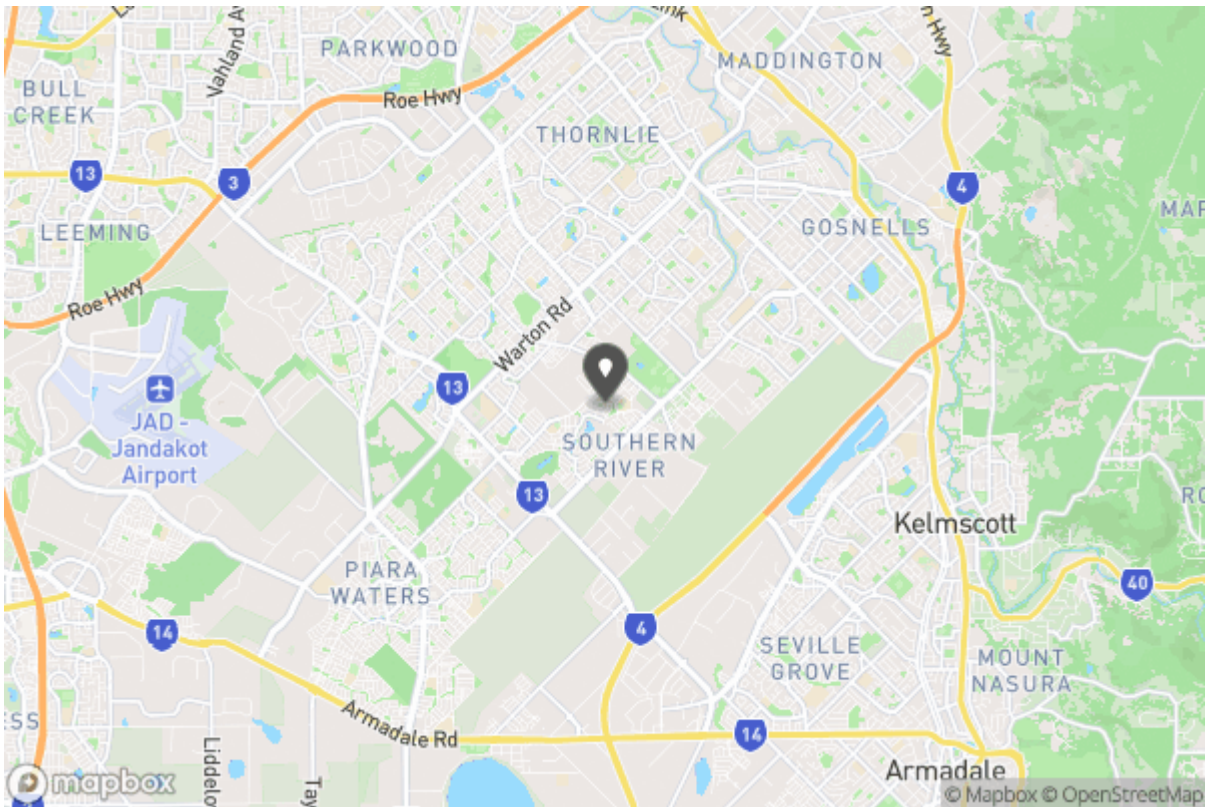 PARKWOOD
Vahland Av
BULL
CREEK
Roe Hwy
MADDINGTON
THORNLIE
13
3
4
LEEMING
GOSNELLS
Roe Hwy
Warton Rd
13
JAD -
Jandakot
Airport
SOUTHERN
RIVER
13
Kelmscott
PIARA
WATERS
40
14
4
SEVILLE
GROVE
MOUNT
NASURA
Armadale Rd
14
Armadale
mapbox
© Mapbox © OpenStreetMap